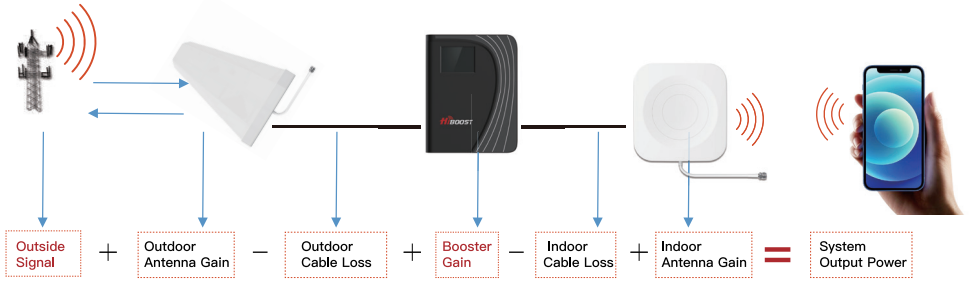 HiBOOST
Outside
Signal
+
Outdoor
Antenna Gain
−
Outdoor
Cable Loss
+
Booster
Gain
−
Indoor
Cable Loss
+
Indoor
Antenna Gain
=
System
Output Power